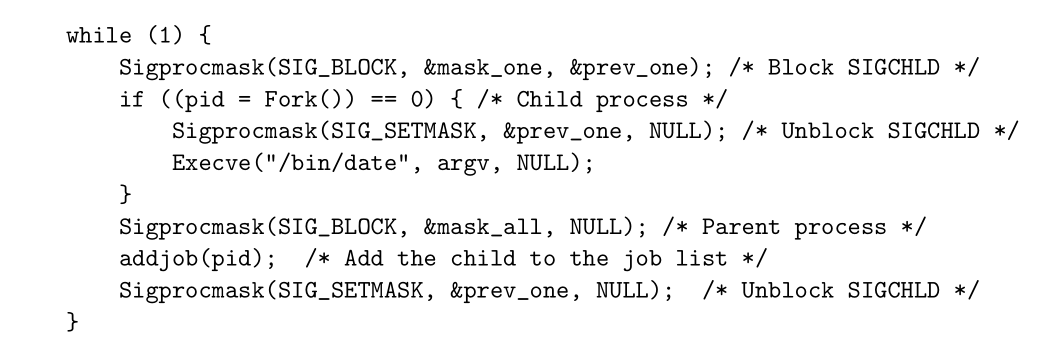 while (1) {
    Sigprocmask(SIG_BLOCK, &mask_one, &prev_one); /* Block SIGCHLD */
    if ((pid = Fork()) == 0) { /* Child process */
        Sigprocmask(SIG_SETMASK, &prev_one, NULL); /* Unblock SIGCHLD */
        Execve("/bin/date", argv, NULL);
    }
    Sigprocmask(SIG_BLOCK, &mask_all, NULL); /* Parent process */
    addjob(pid);  /* Add the child to the job list */
    Sigprocmask(SIG_SETMASK, &prev_one, NULL);  /* Unblock SIGCHLD */
}